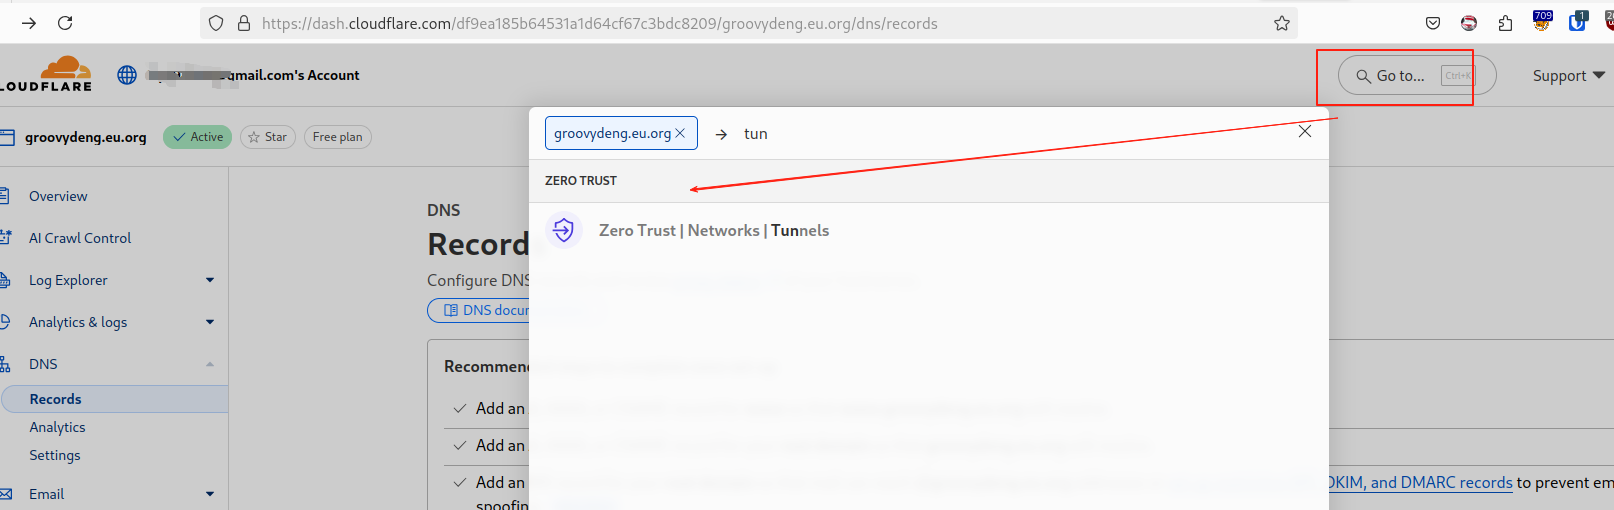 https://dash.cloudflare.com/df9ea185b64531a1d64cf67c3bdc8209/groovydeng.eu.org/dns/records
709
1
LOUDFLARE
@gmail.com's Account
Go to...
Ctrl+K
Support
groovydeng.eu.org
Active
Star
Free plan
groovydeng.eu.org
tun
ZERO TRUST
Zero Trust | Networks | Tunnels
Overview
AI Crawl Control
Log Explorer
Analytics & logs
DNS
Records
Analytics
Settings
Email
DNS
Record
Configure DNS
DNS docu
Recommen
Add an
Add an
Add an
DKIM, and DMARC records to prevent em
spoofin